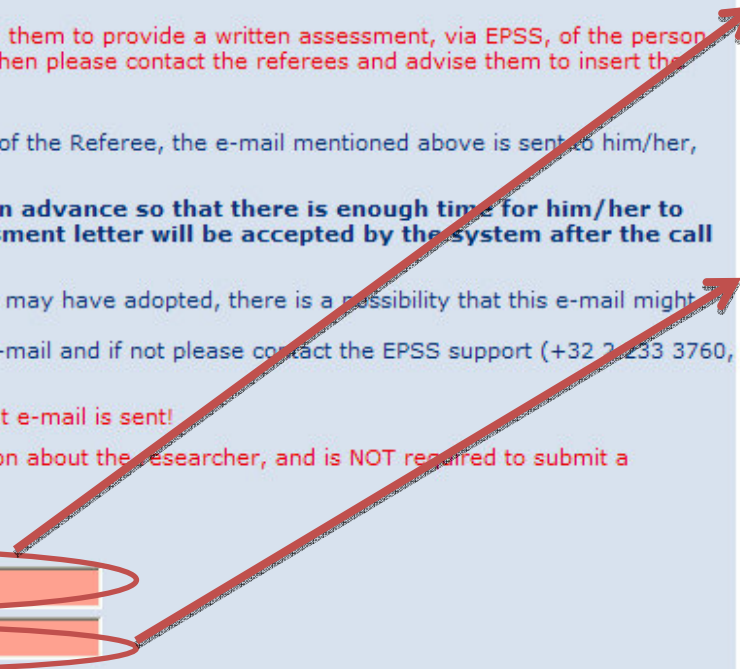 them to provide a written assessment, via EPSS, of the person
hen please contact the referees and advise them to insert the
of the Referee, the e-mail mentioned above is sent to him/her,
n advance so that there is enough time for him/her to
sment letter will be accepted by the system after the call
may have adopted, there is a possibility that this e-mail might
-mail and if not please contact the EPSS support (+32 2 233 3760,
t e-mail is sent!
on about the researcher, and is NOT required to submit a